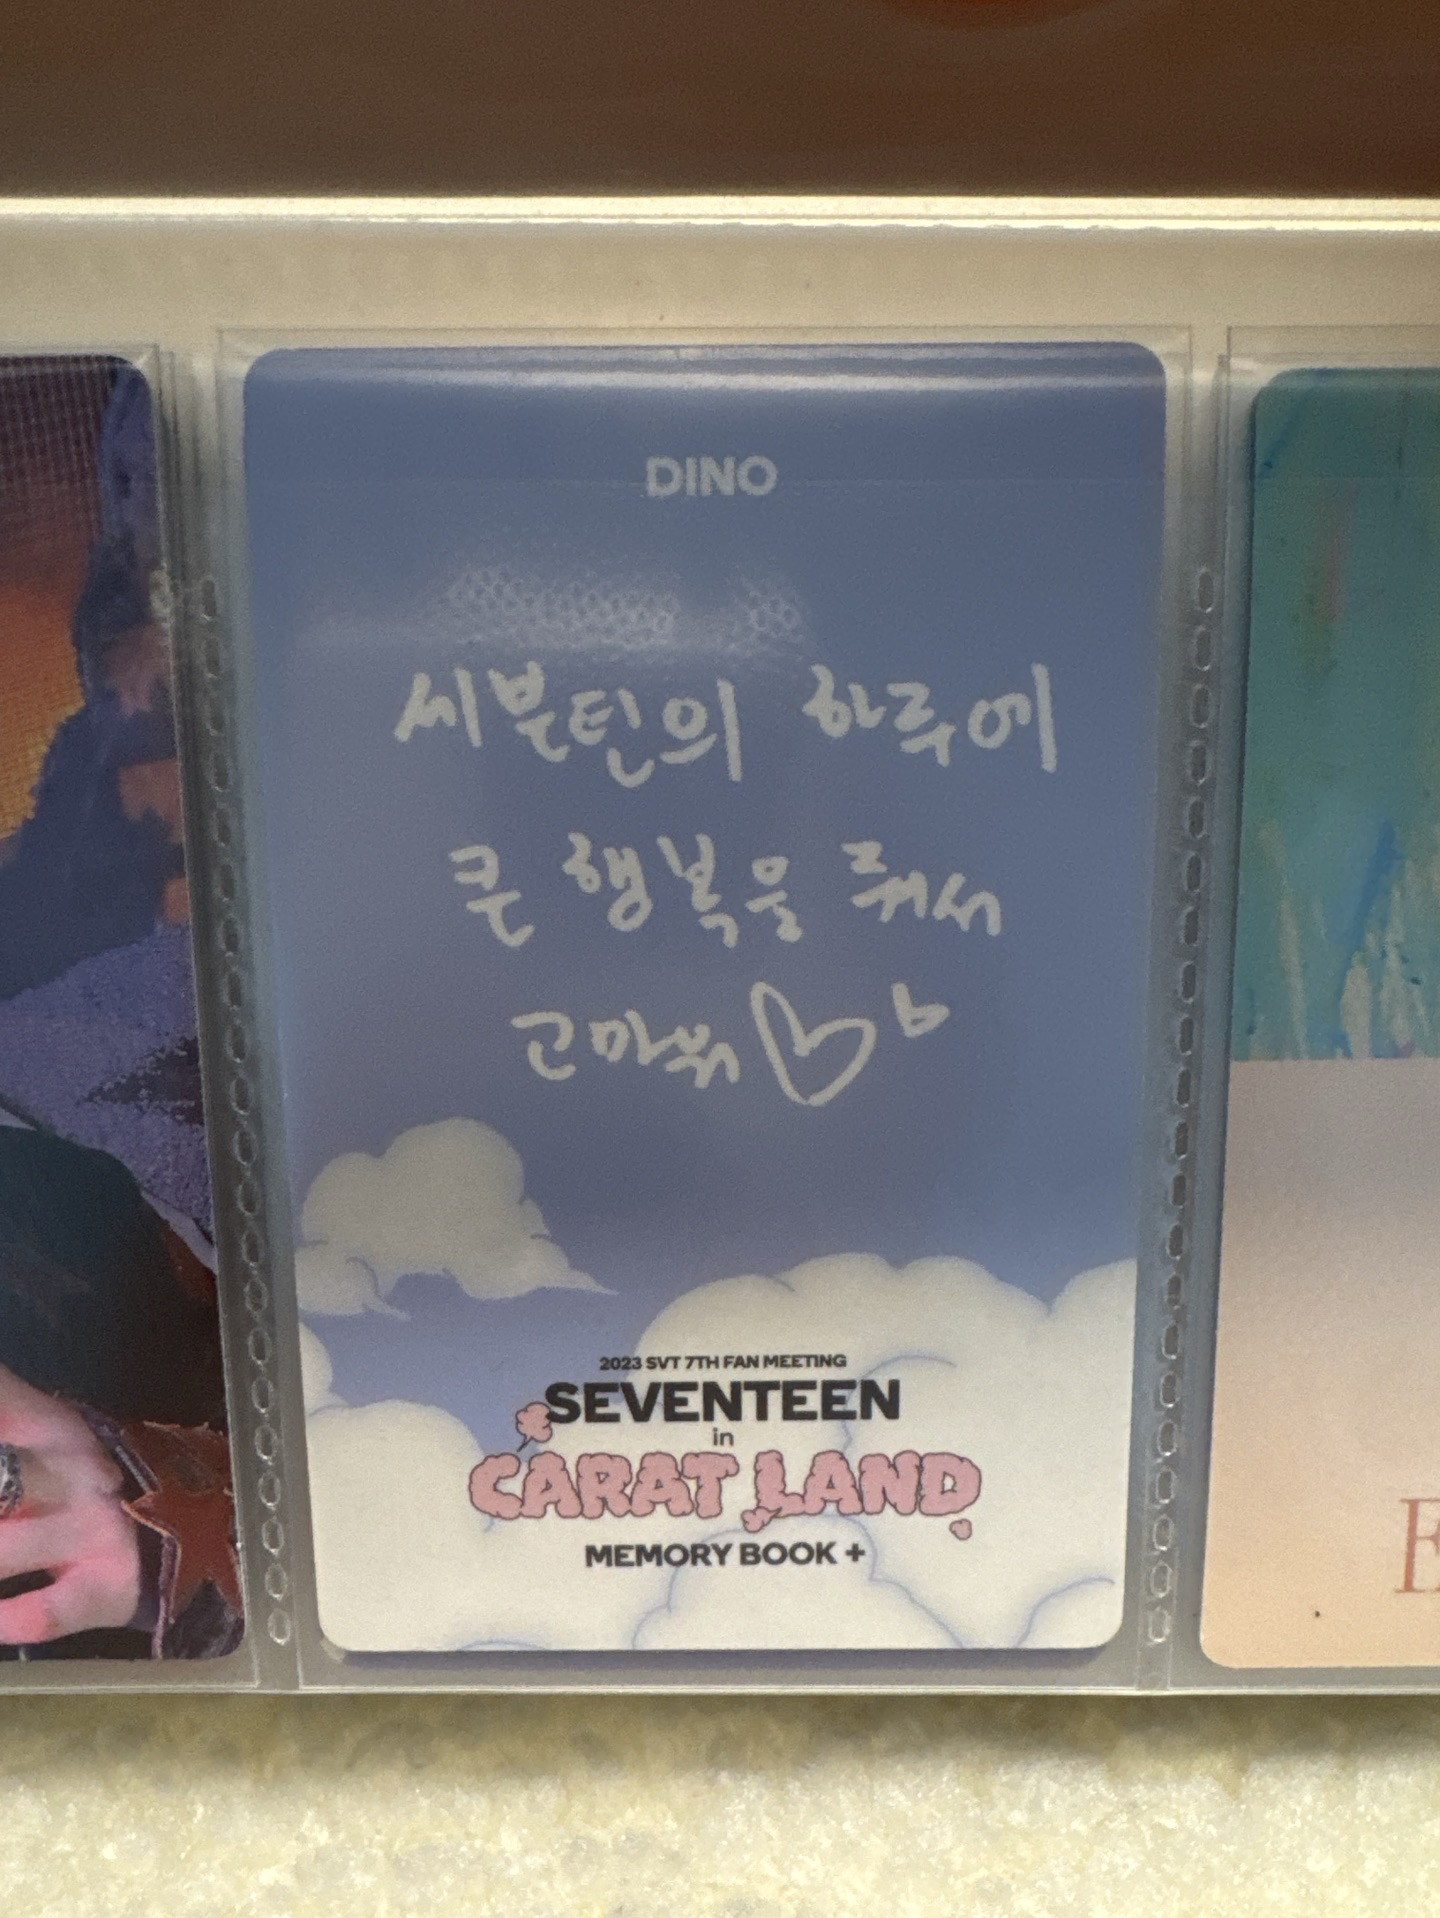 DINO
세븐틴의 하루에
큰 행복을 줘서
고마워♡♡
2023 SVT 7TH FAN MEETING
SEVENTEEN
in
CARAT LAND
MEMORY BOOK +
E